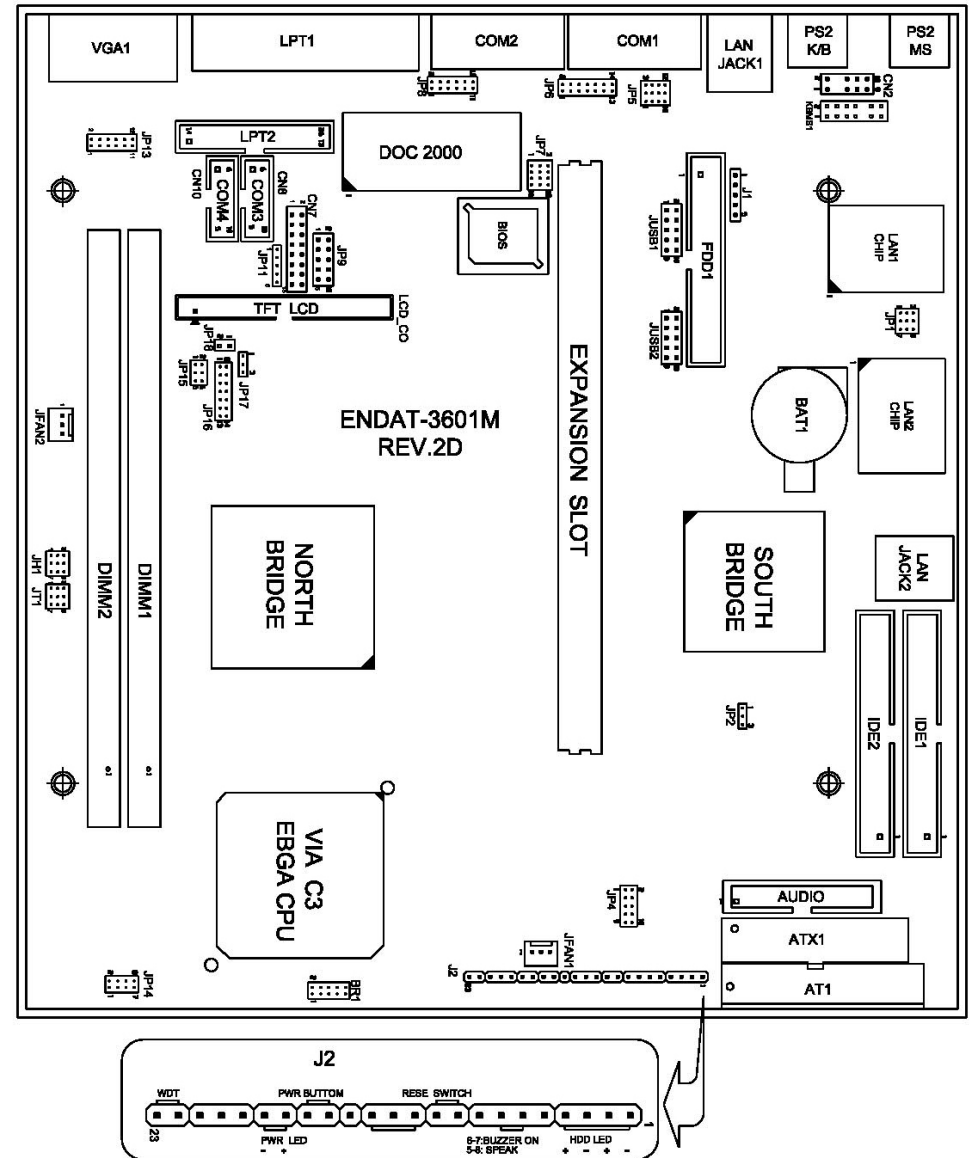 VGA1
LPT1
COM2
COM1
LAN
JACK1
PS2
K/B
PS2
MS
JP8
JP6
JP5
CN2
KBMS1
JP13
LPT2
DOC 2000
JP7
CN10
COM4
COM3
CN8
CN7
JP11
JP9
BIOS
JUSB1
FDD1
J1
LAN1
CHIP
TFT LCD
LCD_CO
JUSB2
JP1
JP18
JP15
JP16
JP17
JFAN2
ENDAT-3601M
REV.2D
EXPANSION SLOT
BAT1
LAN2
CHIP
NORTH
BRIDGE
SOUTH
BRIDGE
LAN
JACK2
JH1
JT1
DIMM2
DIMM1
JP2
IDE2
IDE1
VIA C3
EBGA CPU
JP4
AUDIO
JFAN1
ATX1
J2
AT1
JP14
BR1
J2
WDT
PWR BUTTOM
RESE SWITCH
23
1
PWR LED
- +
6-7:BUZZER ON
5-8: SPEAK
HDD LED
+ - + -